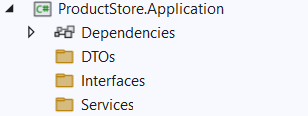 C# ProductStore.Application
Dependencies
DTOs
Interfaces
Services